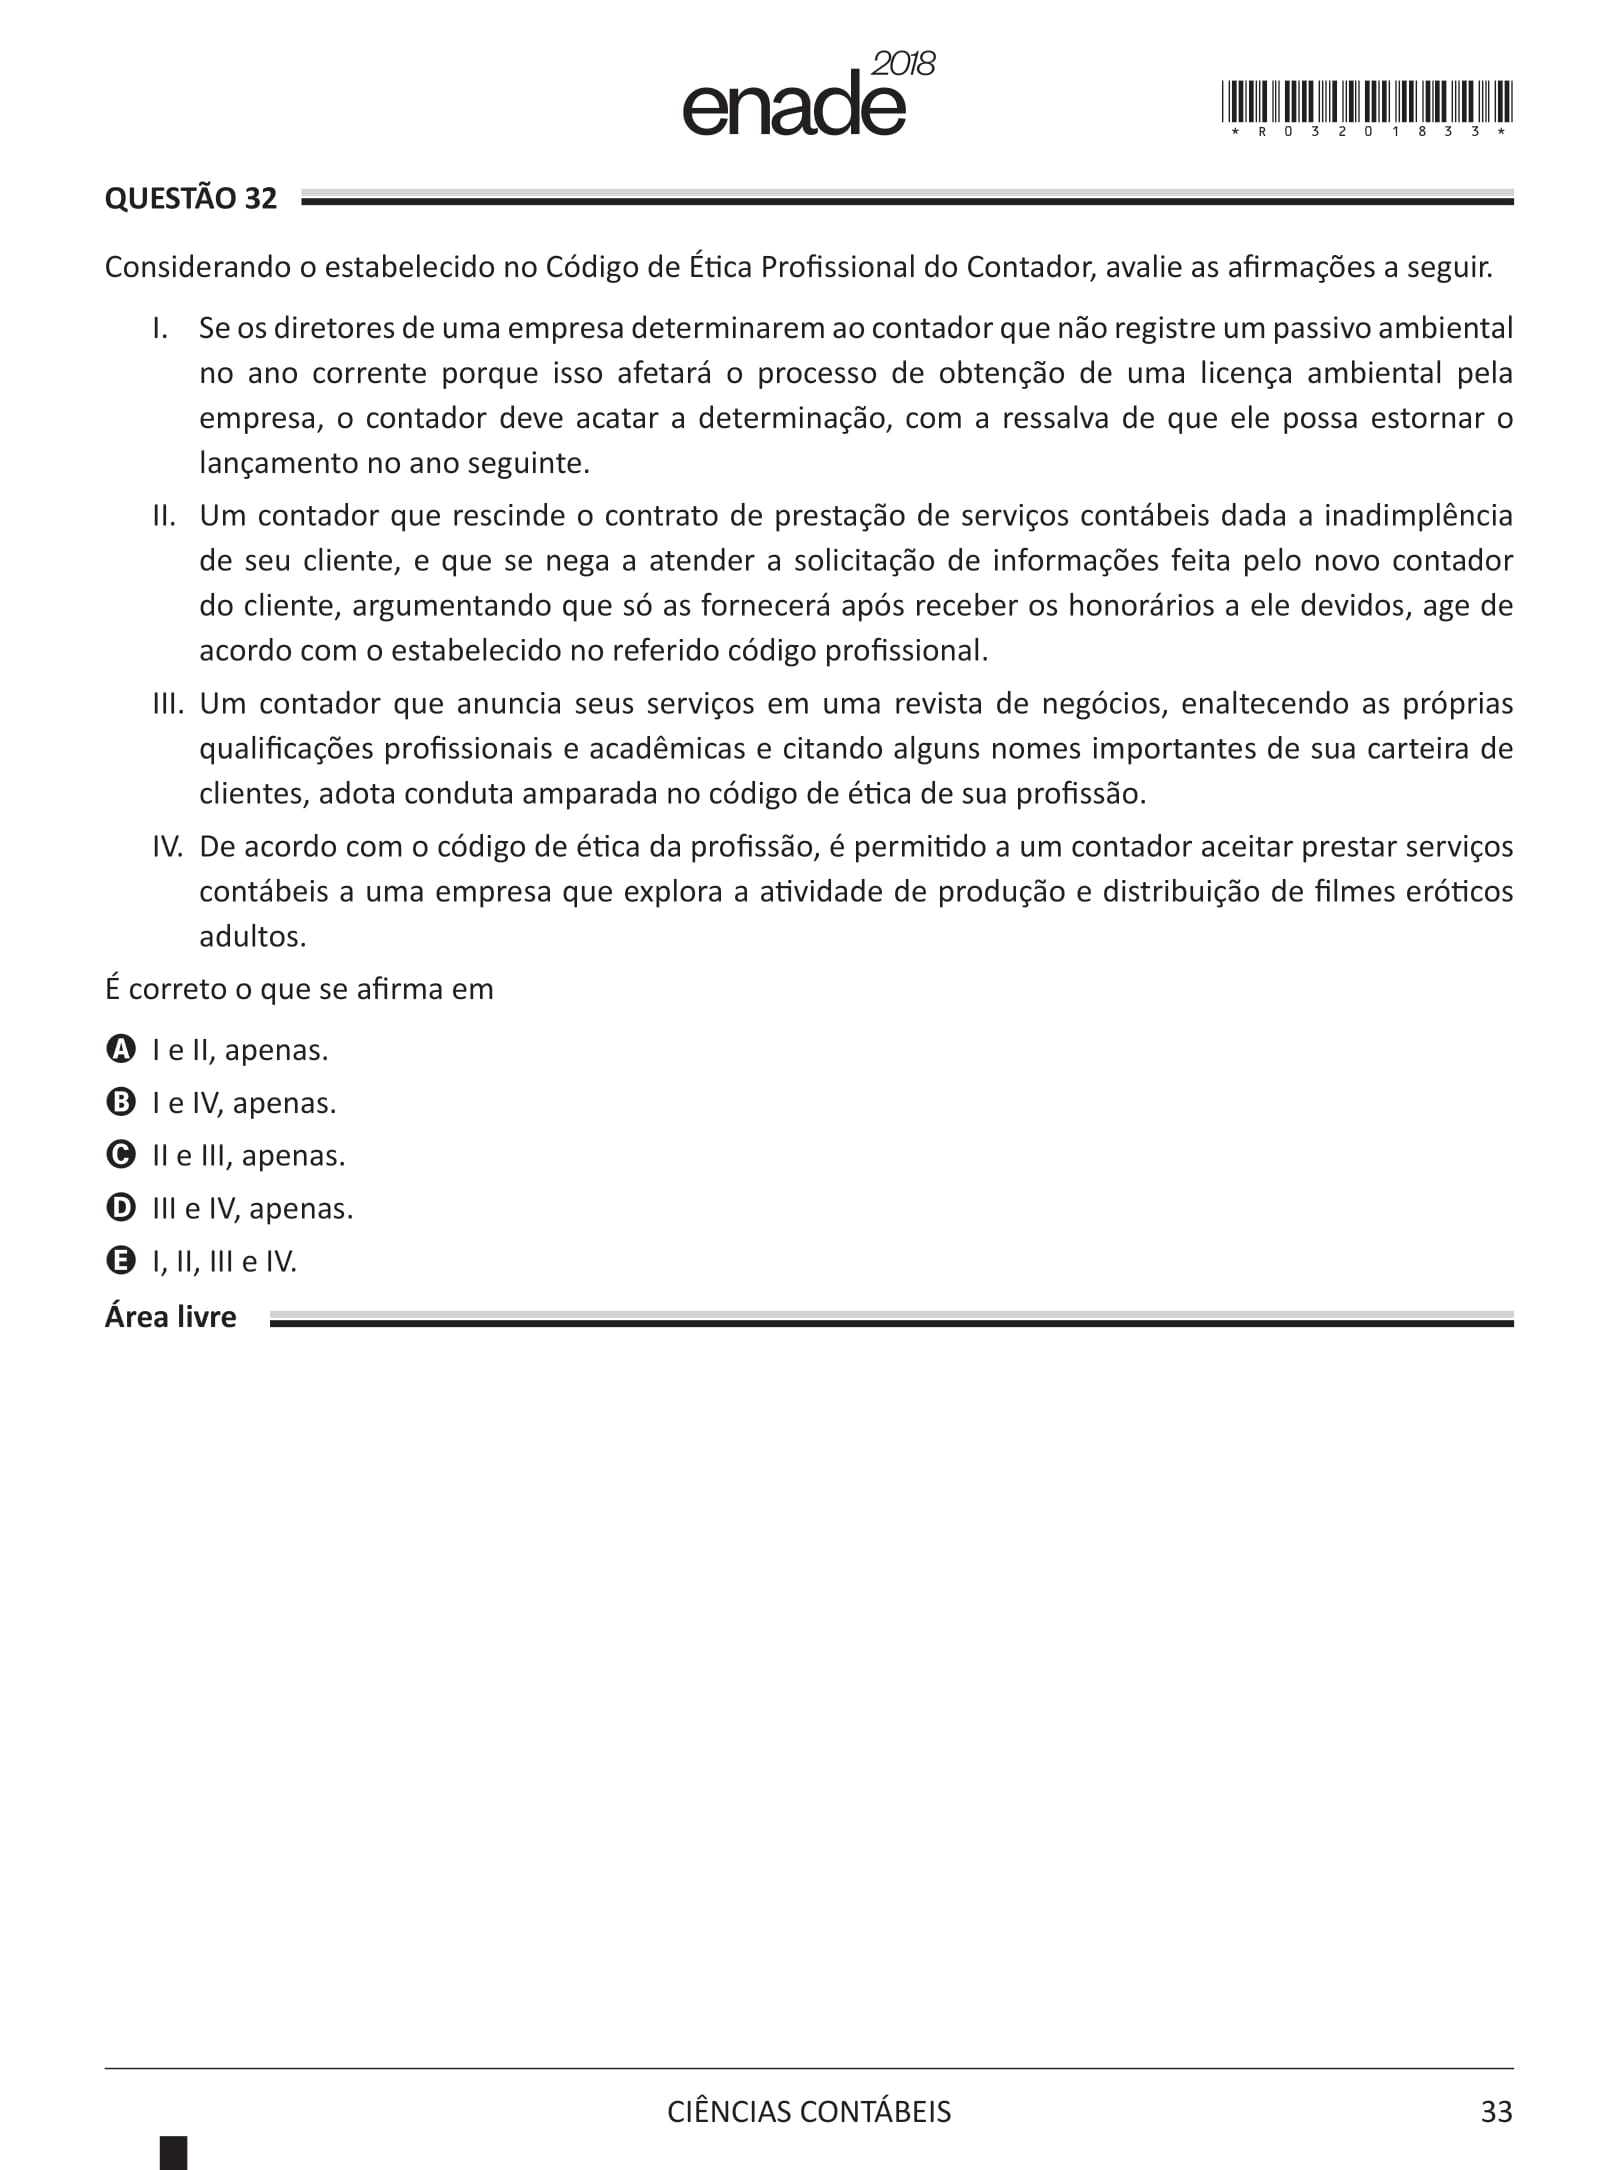 enade 2018
* R 0 3 2 0 1 8 3 3 *
QUESTÃO 32
Considerando o estabelecido no Código de Ética Profissional do Contador, avalie as afirmações a seguir.
I. Se os diretores de uma empresa determinarem ao contador que não registre um passivo ambiental
no ano corrente porque isso afetará o processo de obtenção de uma licença ambiental pela
empresa, o contador deve acatar a determinação, com a ressalva de que ele possa estornar o
lançamento no ano seguinte.
II. Um contador que rescinde o contrato de prestação de serviços contábeis dada a inadimplência
de seu cliente, e que se nega a atender a solicitação de informações feita pelo novo contador
do cliente, argumentando que só as fornecerá após receber os honorários a ele devidos, age de
acordo com o estabelecido no referido código profissional.
III. Um contador que anuncia seus serviços em uma revista de negócios, enaltecendo as próprias
qualificações profissionais e acadêmicas e citando alguns nomes importantes de sua carteira de
clientes, adota conduta amparada no código de ética de sua profissão.
IV. De acordo com o código de ética da profissão, é permitido a um contador aceitar prestar serviços
contábeis a uma empresa que explora a atividade de produção e distribuição de filmes eróticos
adultos.
É correto o que se afirma em
A I e II, apenas.
B I e IV, apenas.
C II e III, apenas.
D III e IV, apenas.
E I, II, III e IV.
Área livre
CIÊNCIAS CONTÁBEIS
33